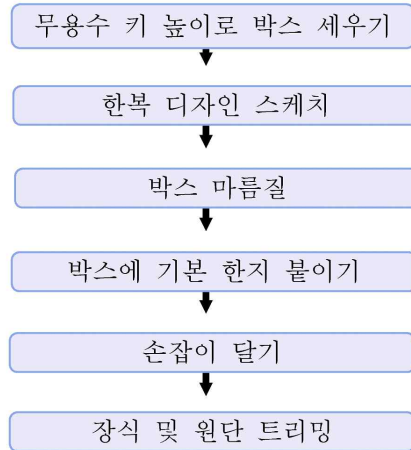 무용수 키 높이로 박스 세우기
한복 디자인 스케치
박스 마름질
박스에 기본 한지 붙이기
손잡이 달기
장식 및 원단 트리밍